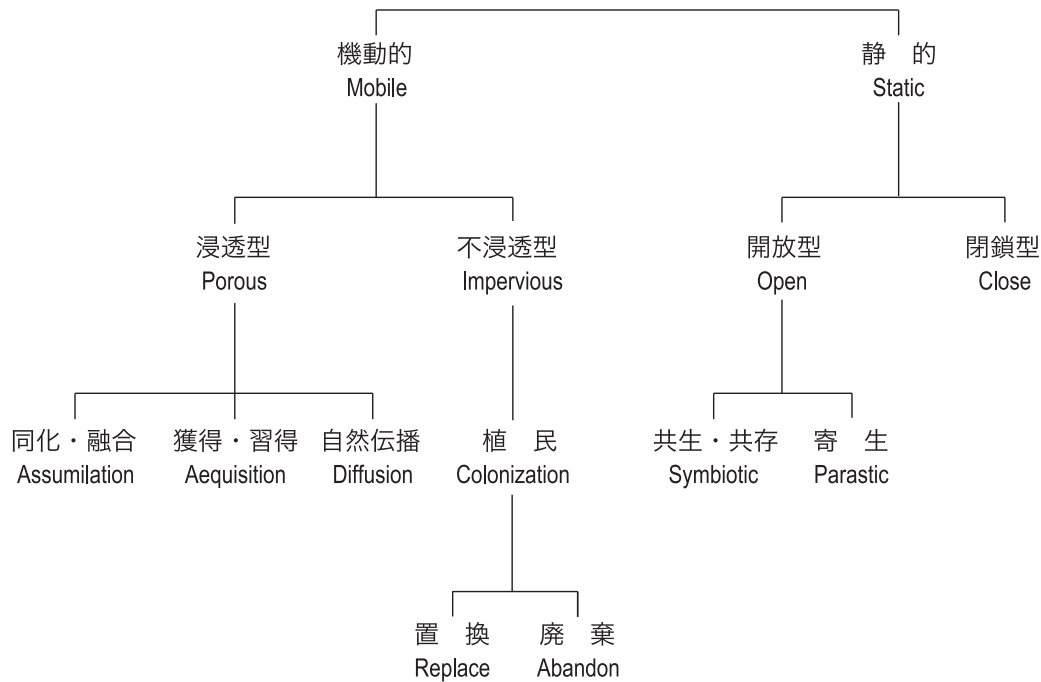 機動的
Mobile
静　的
Static
浸透型
Porous
不浸透型
Impervious
開放型
Open
閉鎖型
Close
同化・融合
Assumilation
獲得・習得
Aequisition
自然伝播
Diffusion
植　民
Colonization
共生・共存
Symbiotic
寄　生
Parastic
置　換
Replace
廃　棄
Abandon